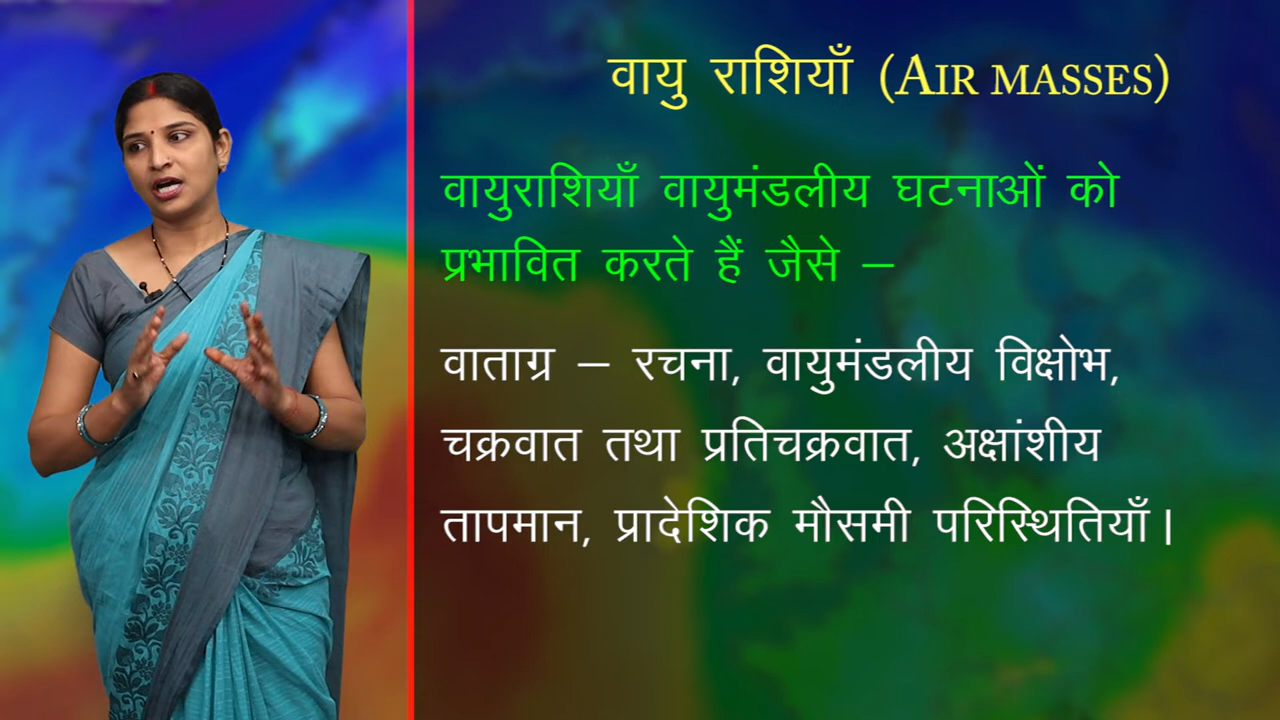 वायु राशियाँ (AIR MASSES)
वायुराशियाँ वायुमंडलीय घटनाओं को
प्रभावित करते हैं जैसे –
वाताग्र – रचना, वायुमंडलीय विक्षोभ,
चक्रवात तथा प्रतिचक्रवात, अक्षांशीय
तापमान, प्रादेशिक मौसमी परिस्थितियाँ।